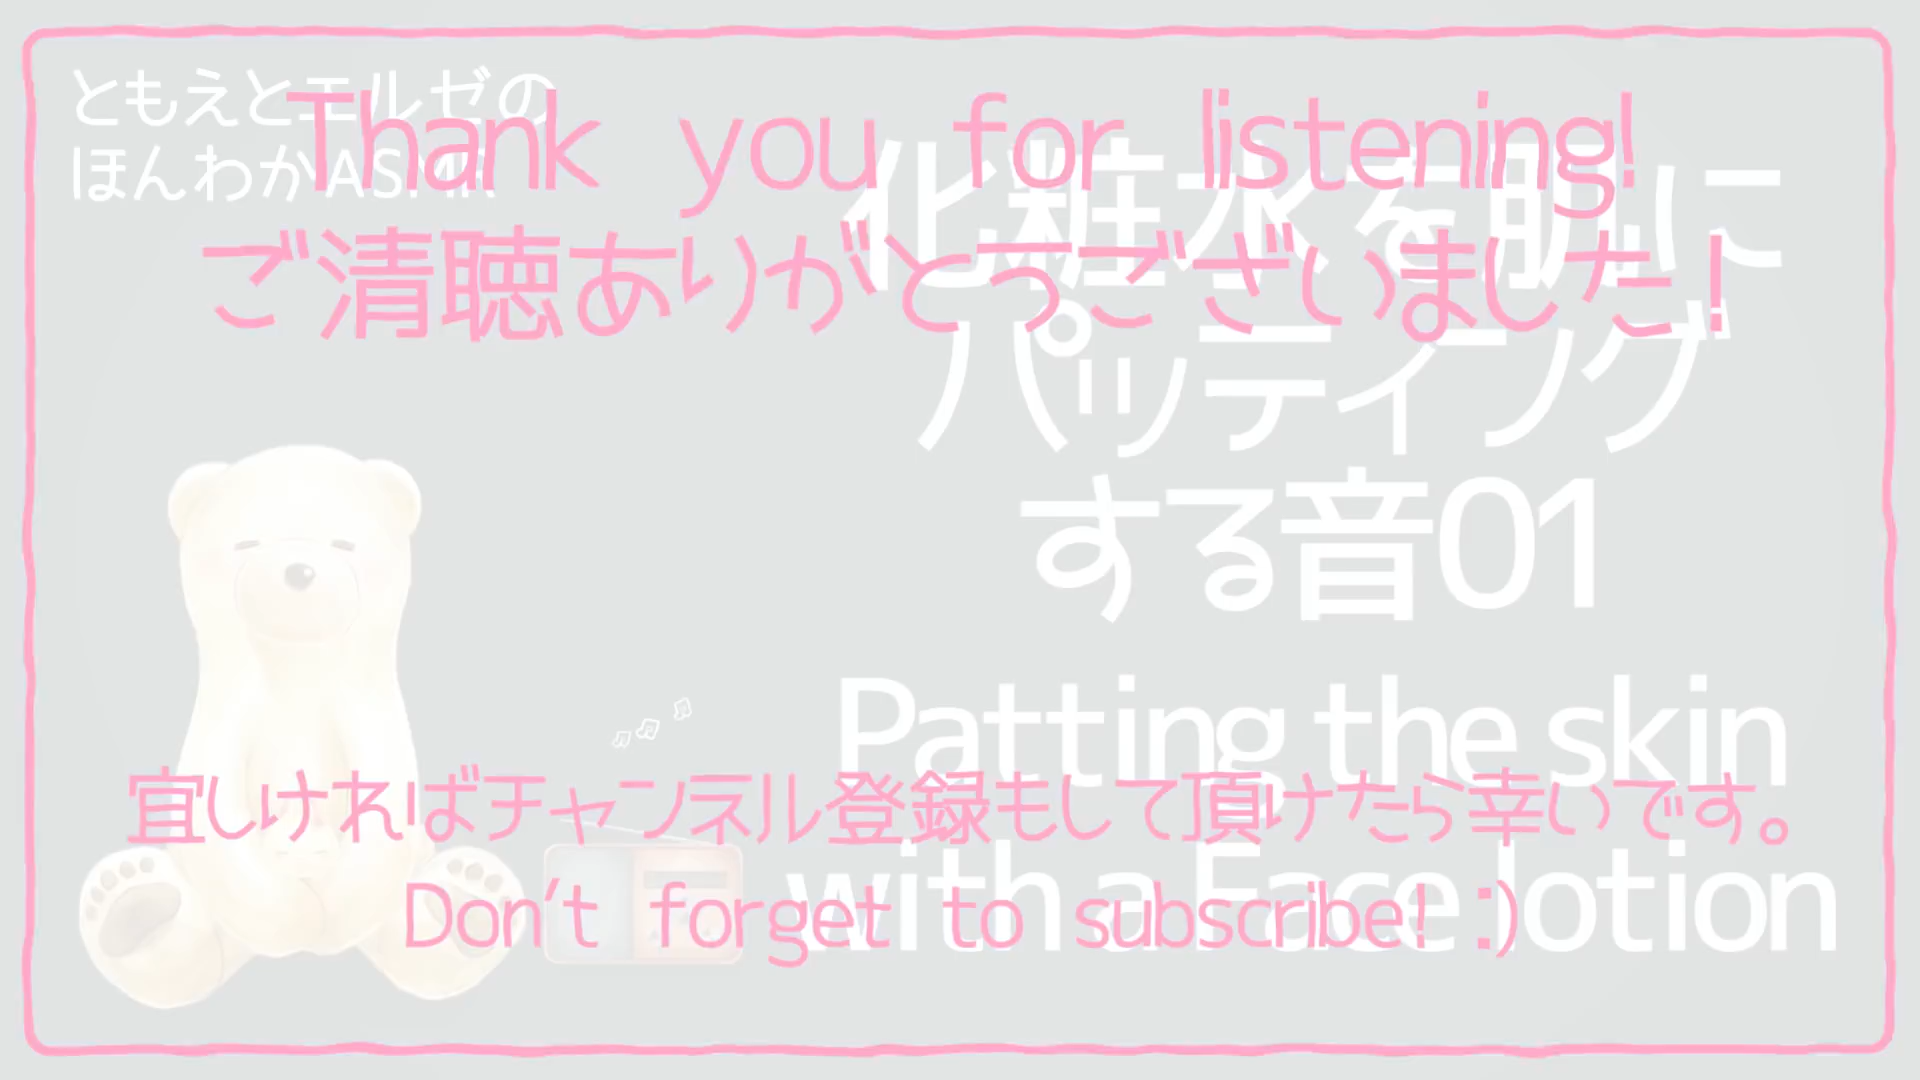 ともえとエルゼの
ほんわかASMR
Thank you for listening!
ご清聴ありがとうございました!
化粧水を肌に
パッティング
する音01
Patting the skin
with a Face lotion
宜しければチャンネル登録もして頂けたら幸いです。
Don't forget to subscribe! :)